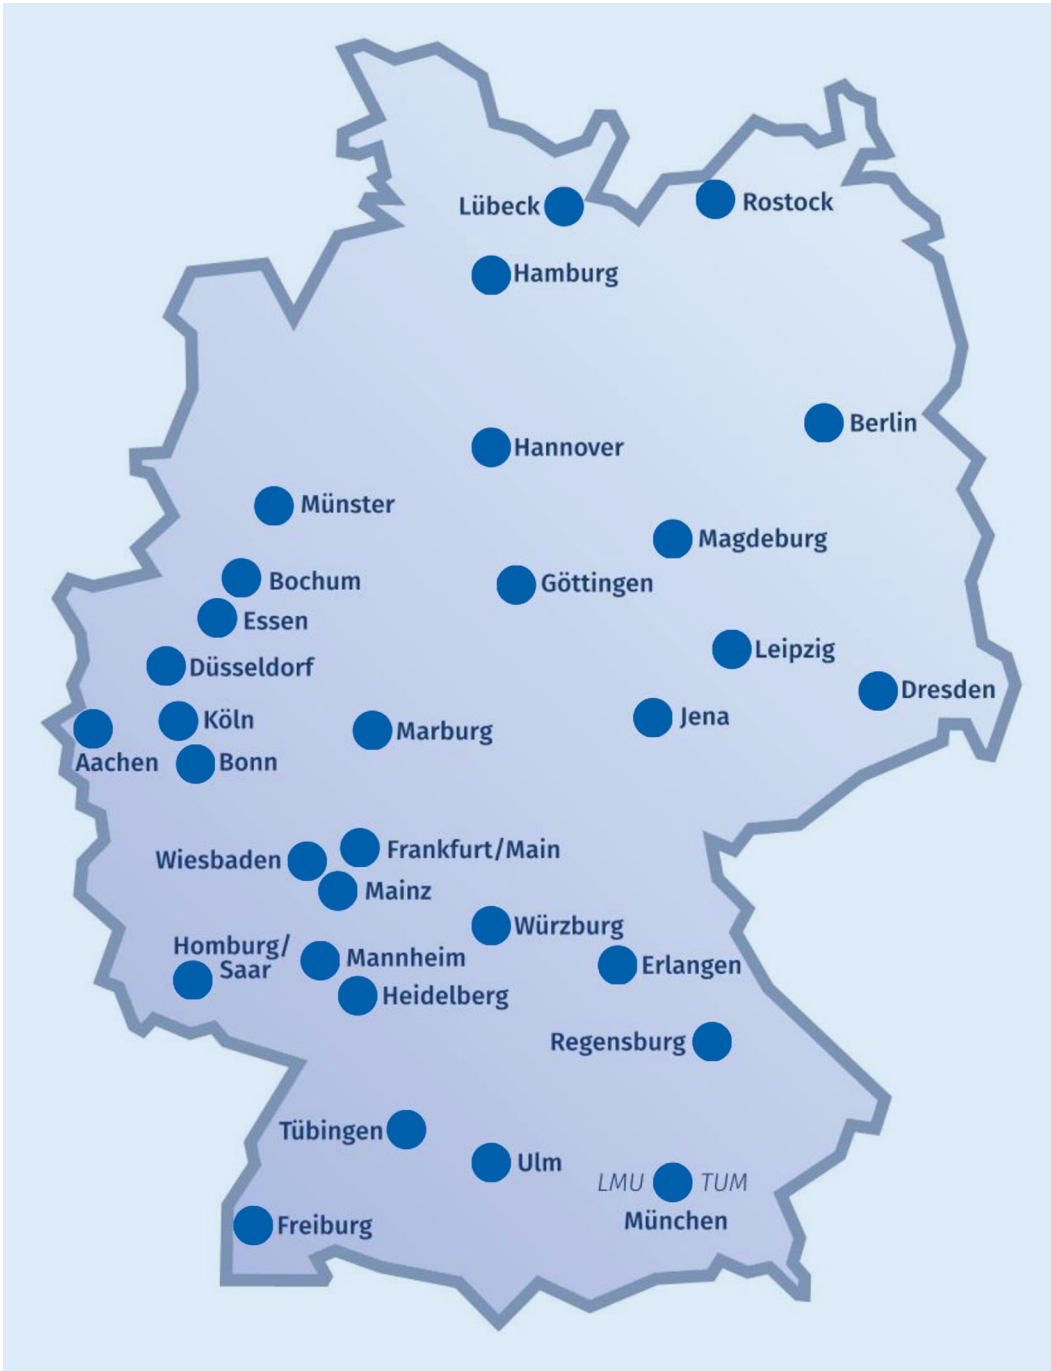 Lübeck
Rostock
Hamburg
Berlin
Hannover
Münster
Magdeburg
Bochum
Göttingen
Essen
Leipzig
Düsseldorf
Dresden
Köln
Jena
Marburg
Aachen
Bonn
Frankfurt/Main
Wiesbaden
Mainz
Würzburg
Homburg/
Saar
Mannheim
Erlangen
Heidelberg
Regensburg
Tübingen
Ulm
LMU TUM
München
Freiburg